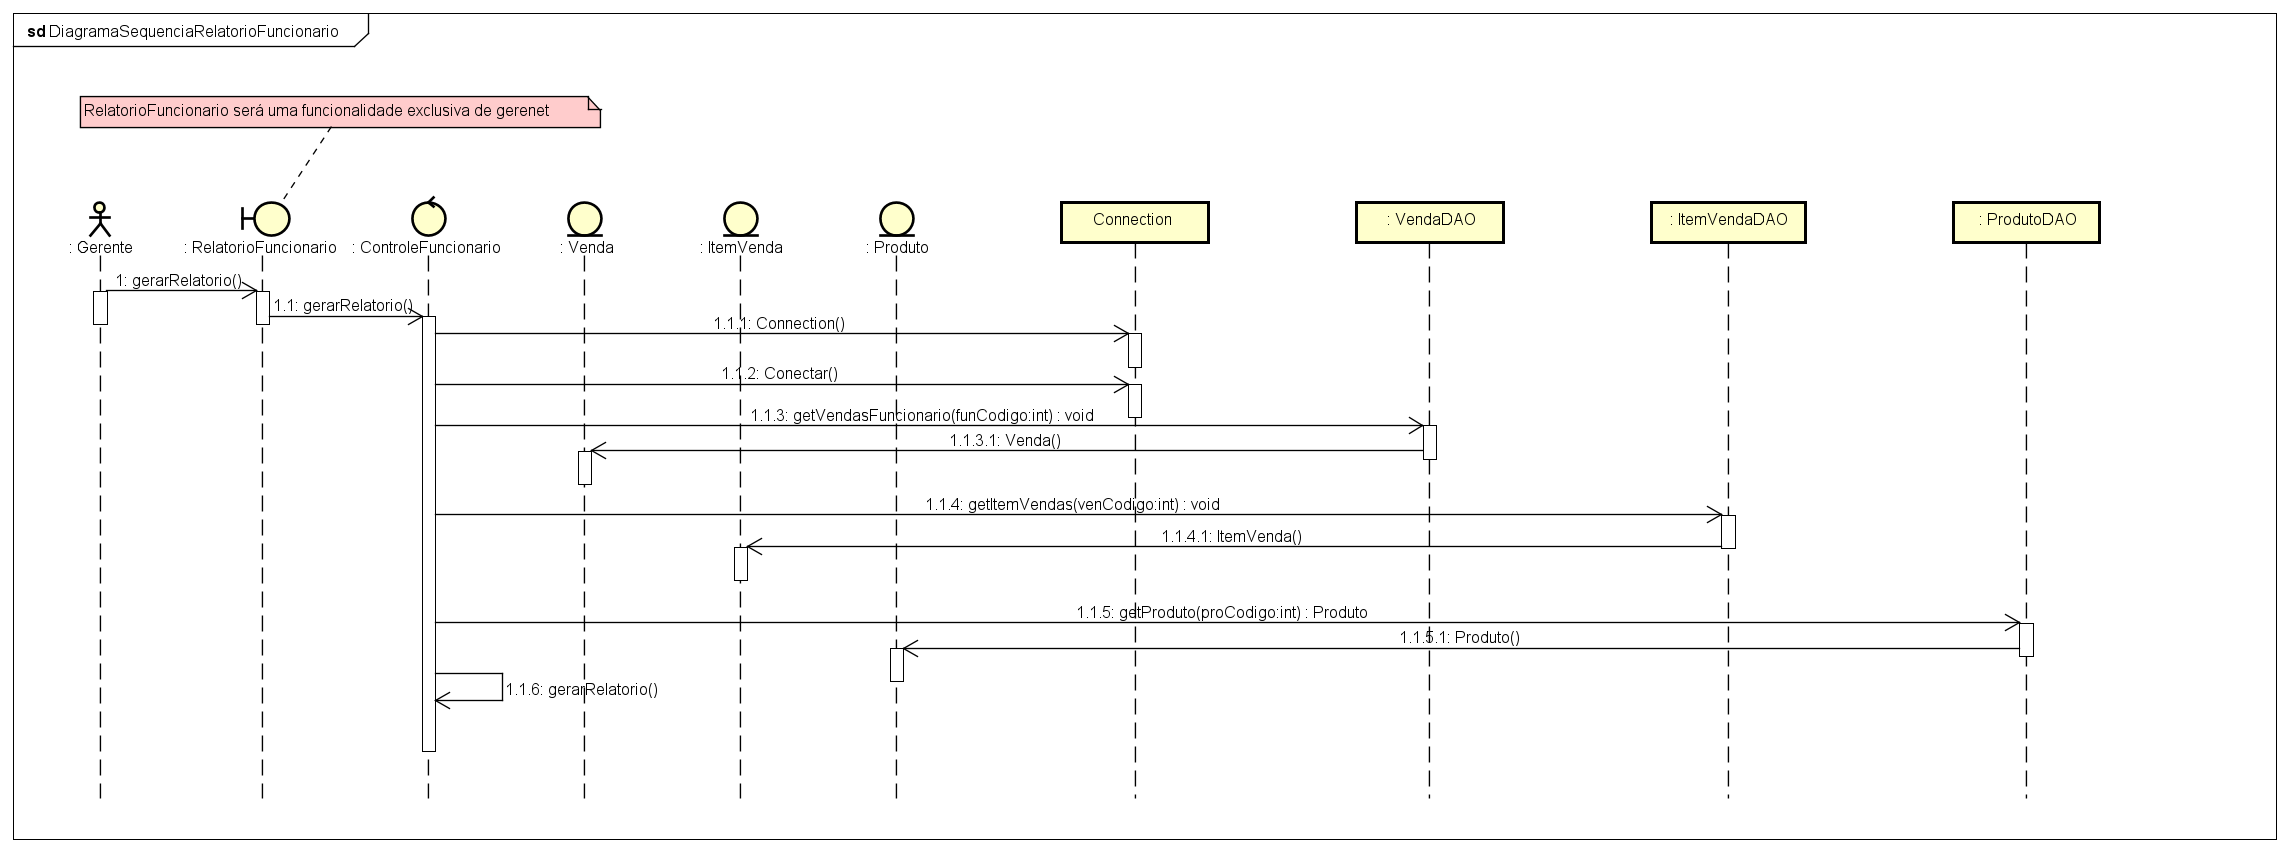 sd DiagramaSequenciaRelatorioFuncionario
RelatorioFuncionario será uma funcionalidade exclusiva de gerenet
: Gerente
: RelatorioFuncionario
: ControleFuncionario
: Venda
: ItemVenda
: Produto
Connection
: VendaDAO
: ItemVendaDAO
: ProdutoDAO
1: gerarRelatorio()
1.1: gerarRelatorio()
1.1.1: Connection()
1.1.2: Conectar()
1.1.3: getVendasFuncionario(funCodigo:int) : void
1.1.3.1: Venda()
1.1.4: getItemVendas(venCodigo:int) : void
1.1.4.1: ItemVenda()
1.1.5: getProduto(proCodigo:int) : Produto
1.1.5.1: Produto()
1.1.6: gerarRelatorio()